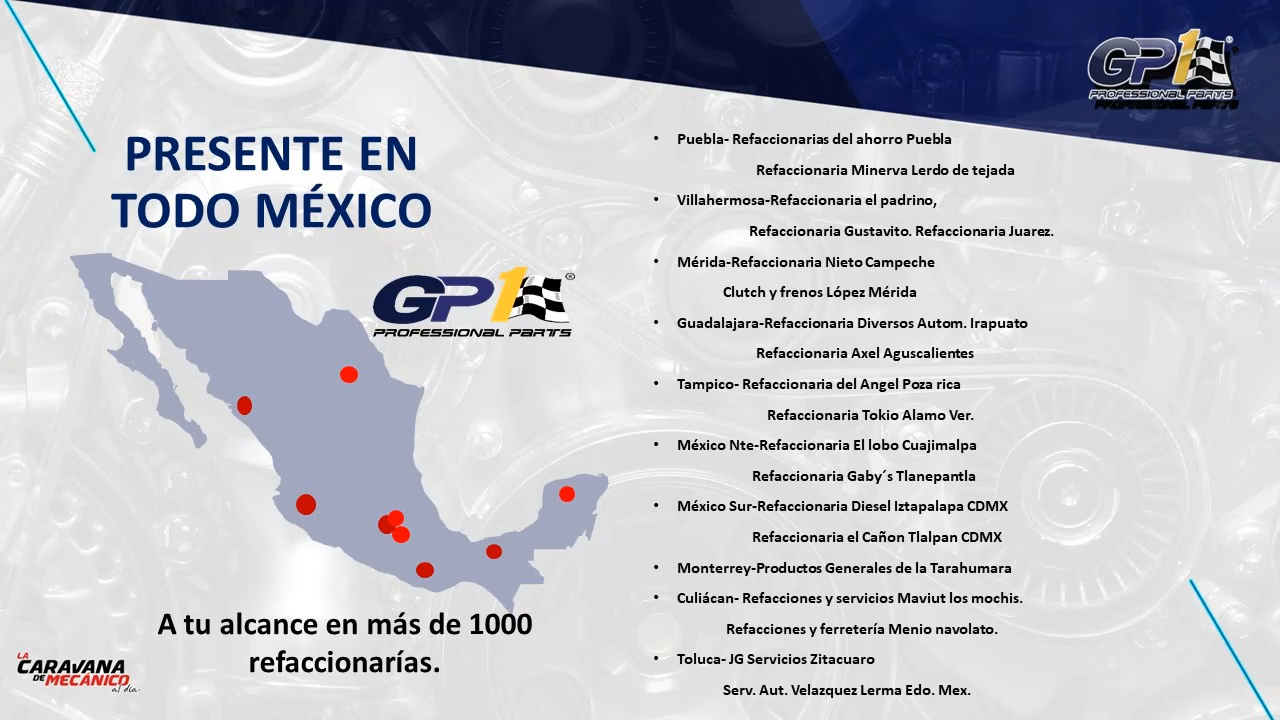 GP1®
PROFESSIONAL PARTS
PRESENTE EN
TODO MÉXICO
GP1®
PROFESSIONAL PARTS
A tu alcance en más de 1000
refaccionarías.
LA
CARAVANA
DE MECÁNICO
al día.
• Puebla- Refaccionarias del ahorro Puebla
Refaccionaria Minerva Lerdo de tejada
• Villahermosa-Refaccionaria el padrino,
Refaccionaria Gustavito. Refaccionaria Juarez.
• Mérida-Refaccionaria Nieto Campeche
Clutch y frenos López Mérida
• Guadalajara-Refaccionaria Diversos Autom. Irapuato
Refaccionaria Axel Aguscalientes
• Tampico- Refaccionaria del Angel Poza rica
Refaccionaria Tokio Alamo Ver.
• México Nte-Refaccionaria El lobo Cuajimalpa
Refaccionaria Gaby´s Tlanepantla
• México Sur-Refaccionaria Diesel Iztapalapa CDMX
Refaccionaria el Cañon Tlalpan CDMX
• Monterrey-Productos Generales de la Tarahumara
• Culiácan- Refacciones y servicios Maviut los mochis.
Refacciones y ferretería Menio navolato.
• Toluca- JG Servicios Zitacuaro
Serv. Aut. Velazquez Lerma Edo. Mex.